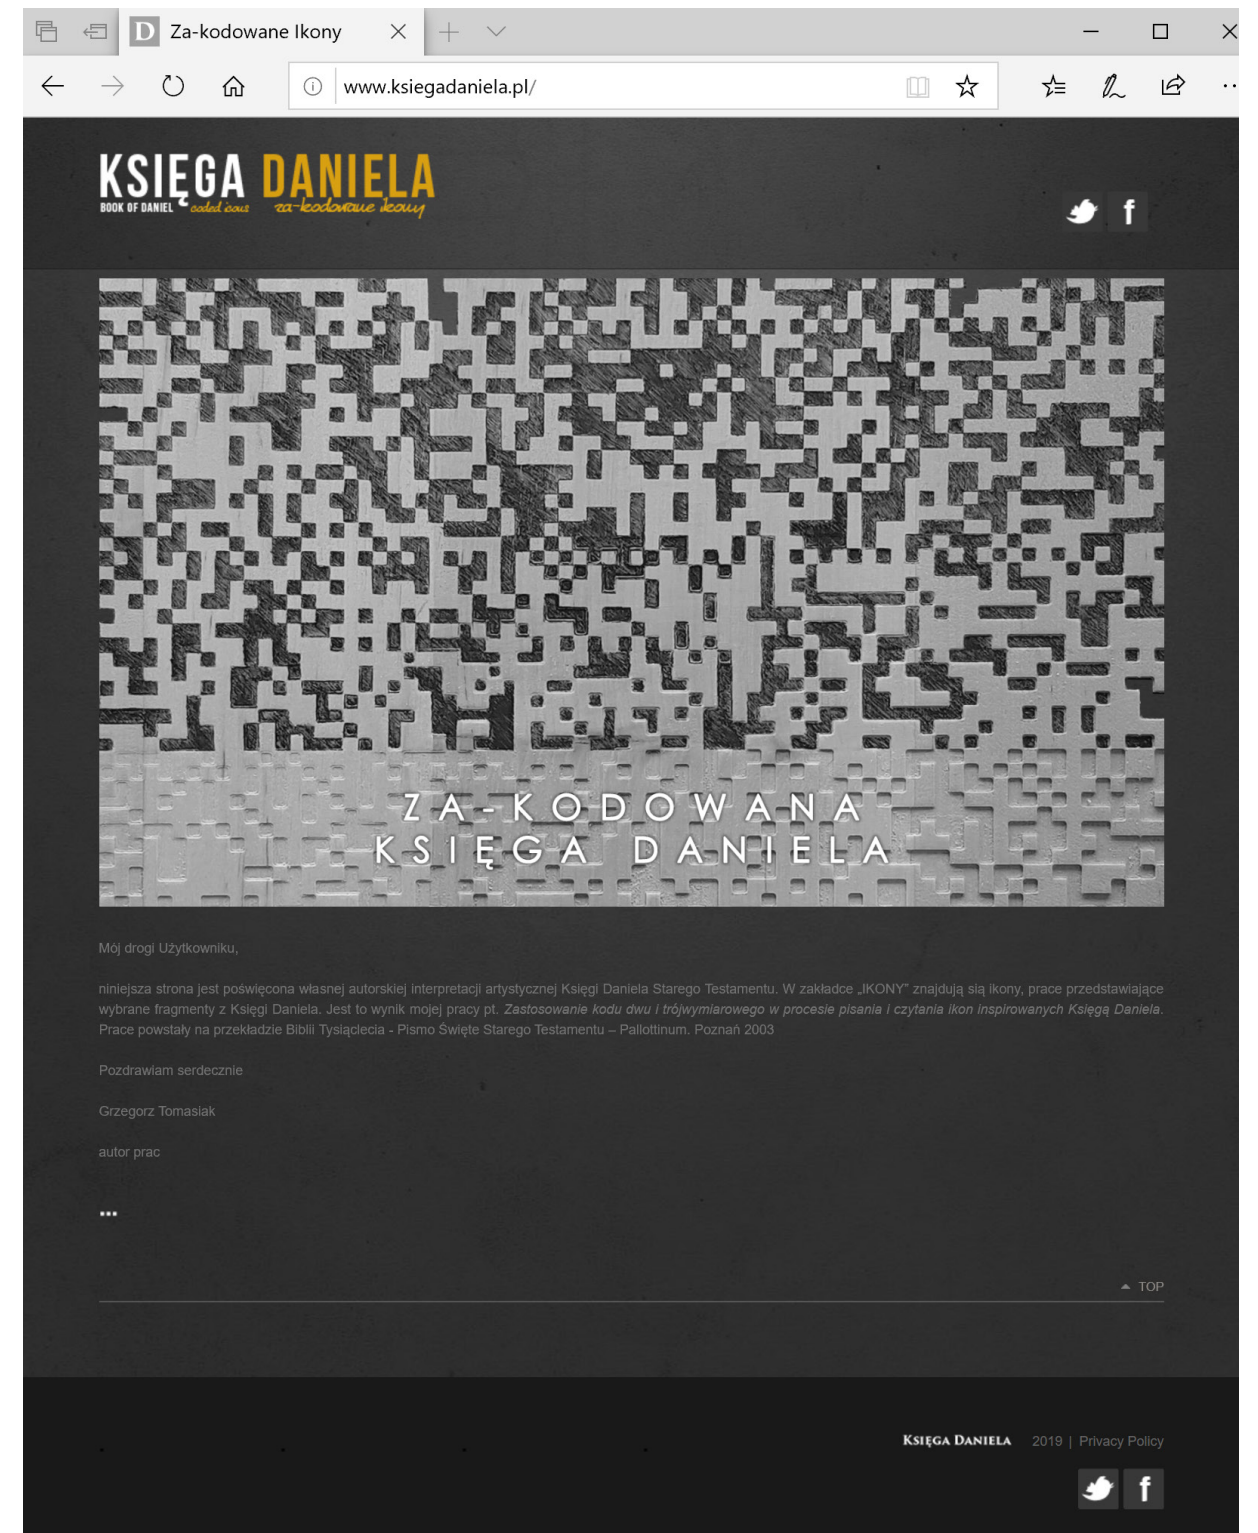 Za-kodowane Ikony
www.ksiegadaniela.pl/
KSIĘGA DANIELA
BOOK OF DANIEL coded icons za-kodowane ikony
ZA-KODOWANA
KSIĘGA DANIELA
Mój drogi Użytkowniku,
niniejsza strona jest poświęcona własnej autorskiej interpretacji artystycznej Księgi Daniela Starego Testamentu. W zakładce „IKONY" znajdują sią ikony, prace przedstawiające
wybrane fragmenty z Księgi Daniela. Jest to wynik mojej pracy pt. Zastosowanie kodu dwu i trójwymiarowego w procesie pisania i czytania ikon inspirowanych Księgą Daniela.
Prace powstały na przekładzie Biblii Tysiąclecia - Pismo Święte Starego Testamentu – Pallottinum. Poznań 2003
Pozdrawiam serdecznie
Grzegorz Tomasiak
autor prac
...
TOP
KSIĘGA DANIELA 2019 | Privacy Policy